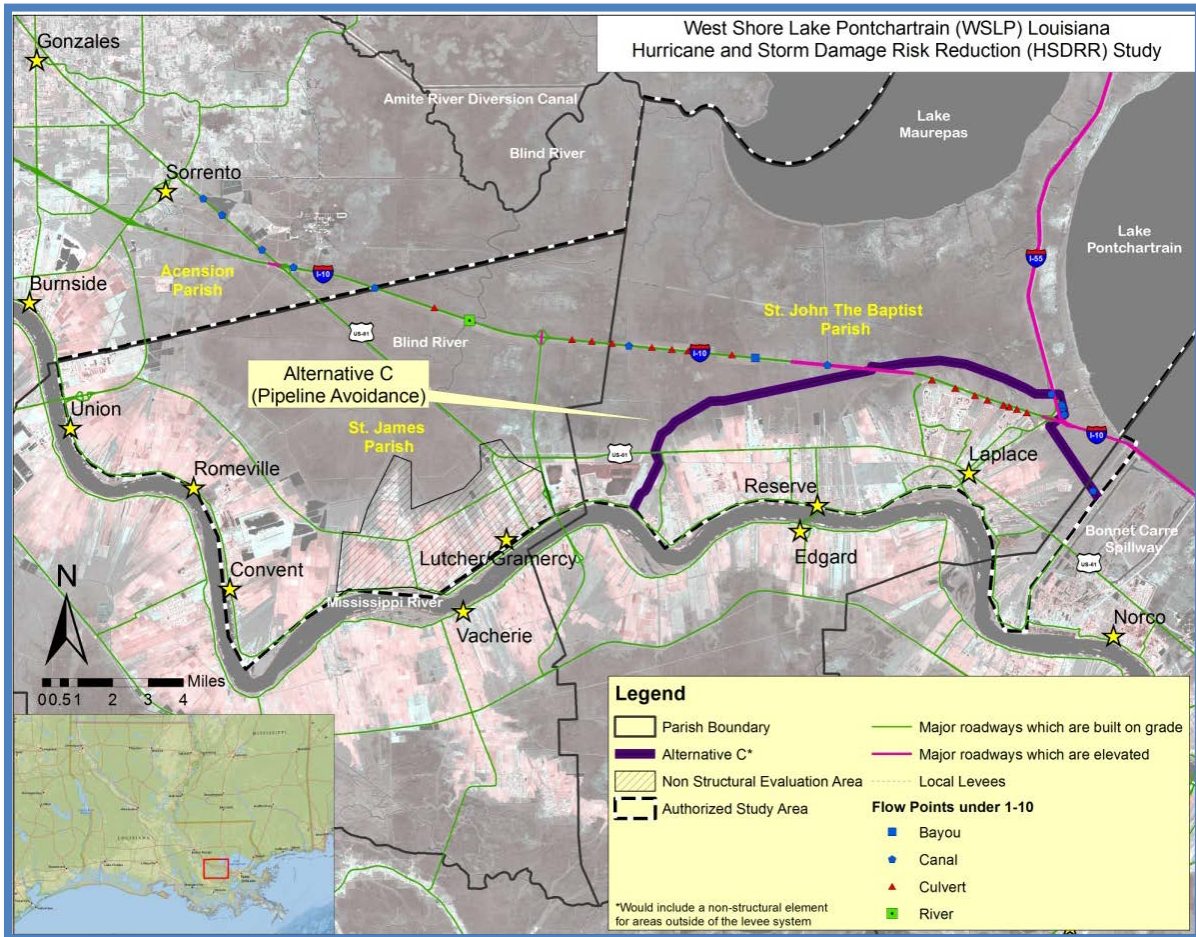 West Shore Lake Pontchartrain (WSLP) Louisiana
Hurricane and Storm Damage Risk Reduction (HSDRR) Study
Gonzales
Amite River Diversion Canal
Lake
Maurepas
Blind River
Sorrento
Lake
Pontchartrain
I-55
Acension
Parish
I-10
Burnside
St. John The Baptist
Parish
US-61
Blind River
I-10
Alternative C
(Pipeline Avoidance)
St. James
Parish
Union
US-61
I-10
Romeville
Laplace
Reserve
Lutcher/Gramercy
Edgard
Bonnet Carre
Spillway
US-61
Convent
Mississippi River
Vacherie
Norco
N
Miles
0 0.5 1 2 3 4
Legend
Parish Boundary
Alternative C*
Non Structural Evaluation Area
Authorized Study Area
Major roadways which are built on grade
Major roadways which are elevated
Local Levees
Flow Points under 1-10
Bayou
Canal
Culvert
River
*Would include a non-structural element
for areas outside of the levee system
LOUISIANA
MISSISSIPPI